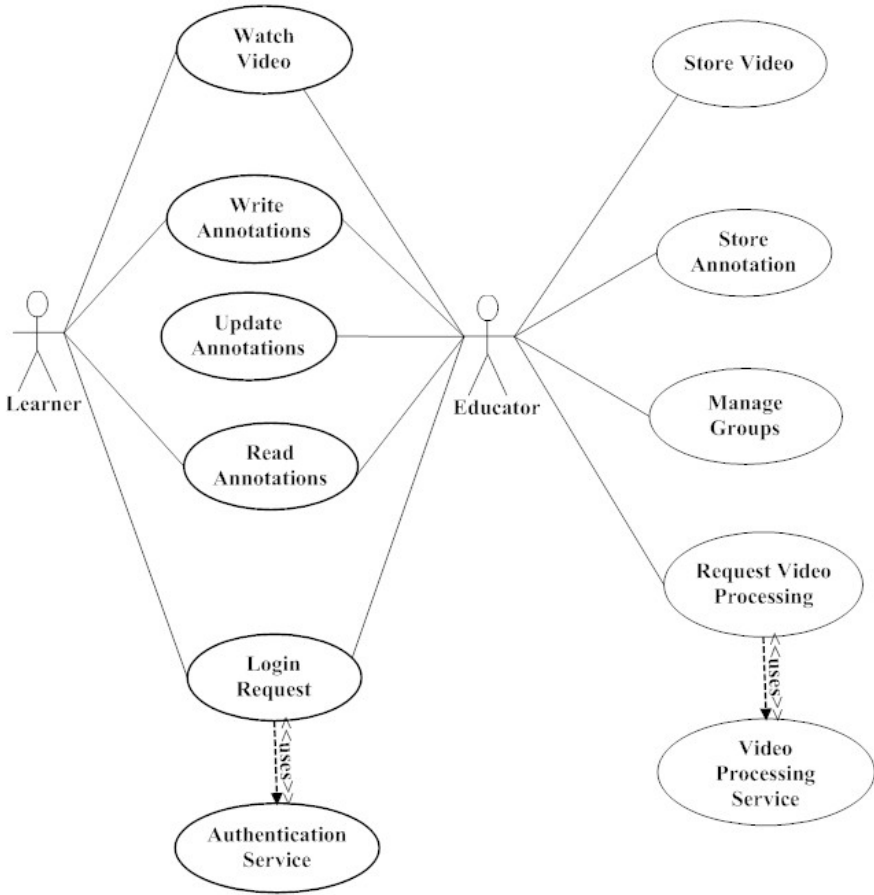 Watch
Video
Store Video
Write
Annotations
Store
Annotation
Update
Annotations
Learner
Educator
Manage
Groups
Read
Annotations
Request Video
Processing
<<uses>>
Login
Request
<<uses>>
Video
Processing
Service
Authentication
Service